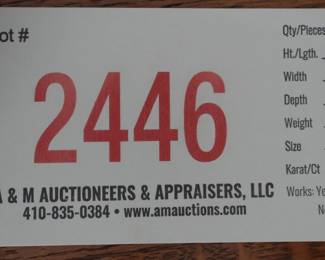 ot #
2446
A & M AUCTIONEERS & APPRAISERS, LLC
410-835-0384 • www.amauctions.com
Qty/Pieces
Ht./Lgth.
Width
Depth
Weight
Size
Karat/Ct
Works: Ye
N